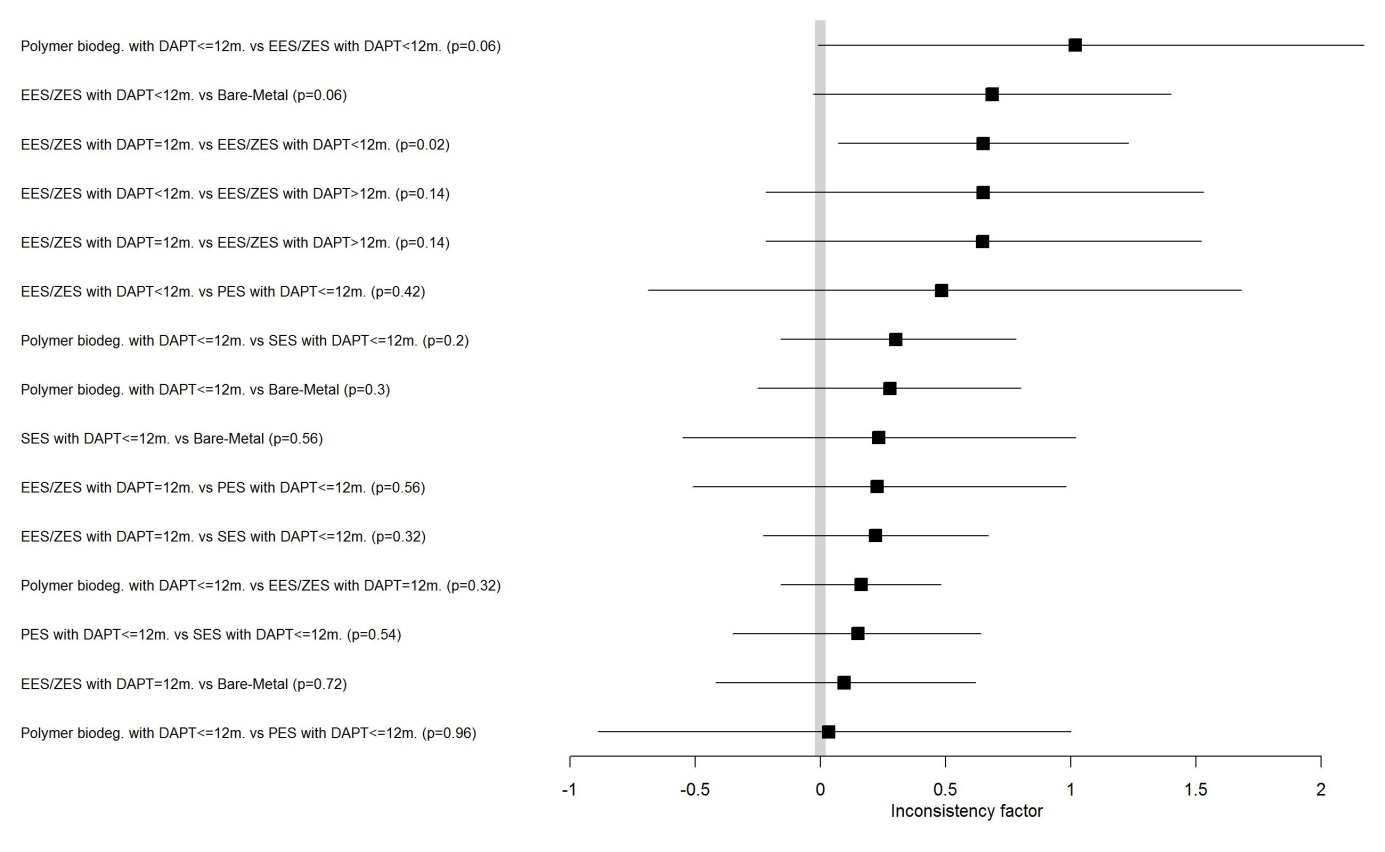 Polymer biodeg. with DAPT<=12m. vs EES/ZES with DAPT<12m. (p=0.06)
EES/ZES with DAPT<12m. vs Bare-Metal (p=0.06)
EES/ZES with DAPT=12m. vs EES/ZES with DAPT<12m. (p=0.02)
EES/ZES with DAPT<12m. vs EES/ZES with DAPT>12m. (p=0.14)
EES/ZES with DAPT=12m. vs EES/ZES with DAPT>12m. (p=0.14)
EES/ZES with DAPT<12m. vs PES with DAPT<=12m. (p=0.42)
Polymer biodeg. with DAPT<=12m. vs SES with DAPT<=12m. (p=0.2)
Polymer biodeg. with DAPT<=12m. vs Bare-Metal (p=0.3)
SES with DAPT<=12m. vs Bare-Metal (p=0.56)
EES/ZES with DAPT=12m. vs PES with DAPT<=12m. (p=0.56)
EES/ZES with DAPT=12m. vs SES with DAPT<=12m. (p=0.32)
Polymer biodeg. with DAPT<=12m. vs EES/ZES with DAPT=12m. (p=0.32)
PES with DAPT<=12m. vs SES with DAPT<=12m. (p=0.54)
EES/ZES with DAPT=12m. vs Bare-Metal (p=0.72)
Polymer biodeg. with DAPT<=12m. vs PES with DAPT<=12m. (p=0.96)
-1 -0.5 0 0.5 1 1.5 2
Inconsistency factor